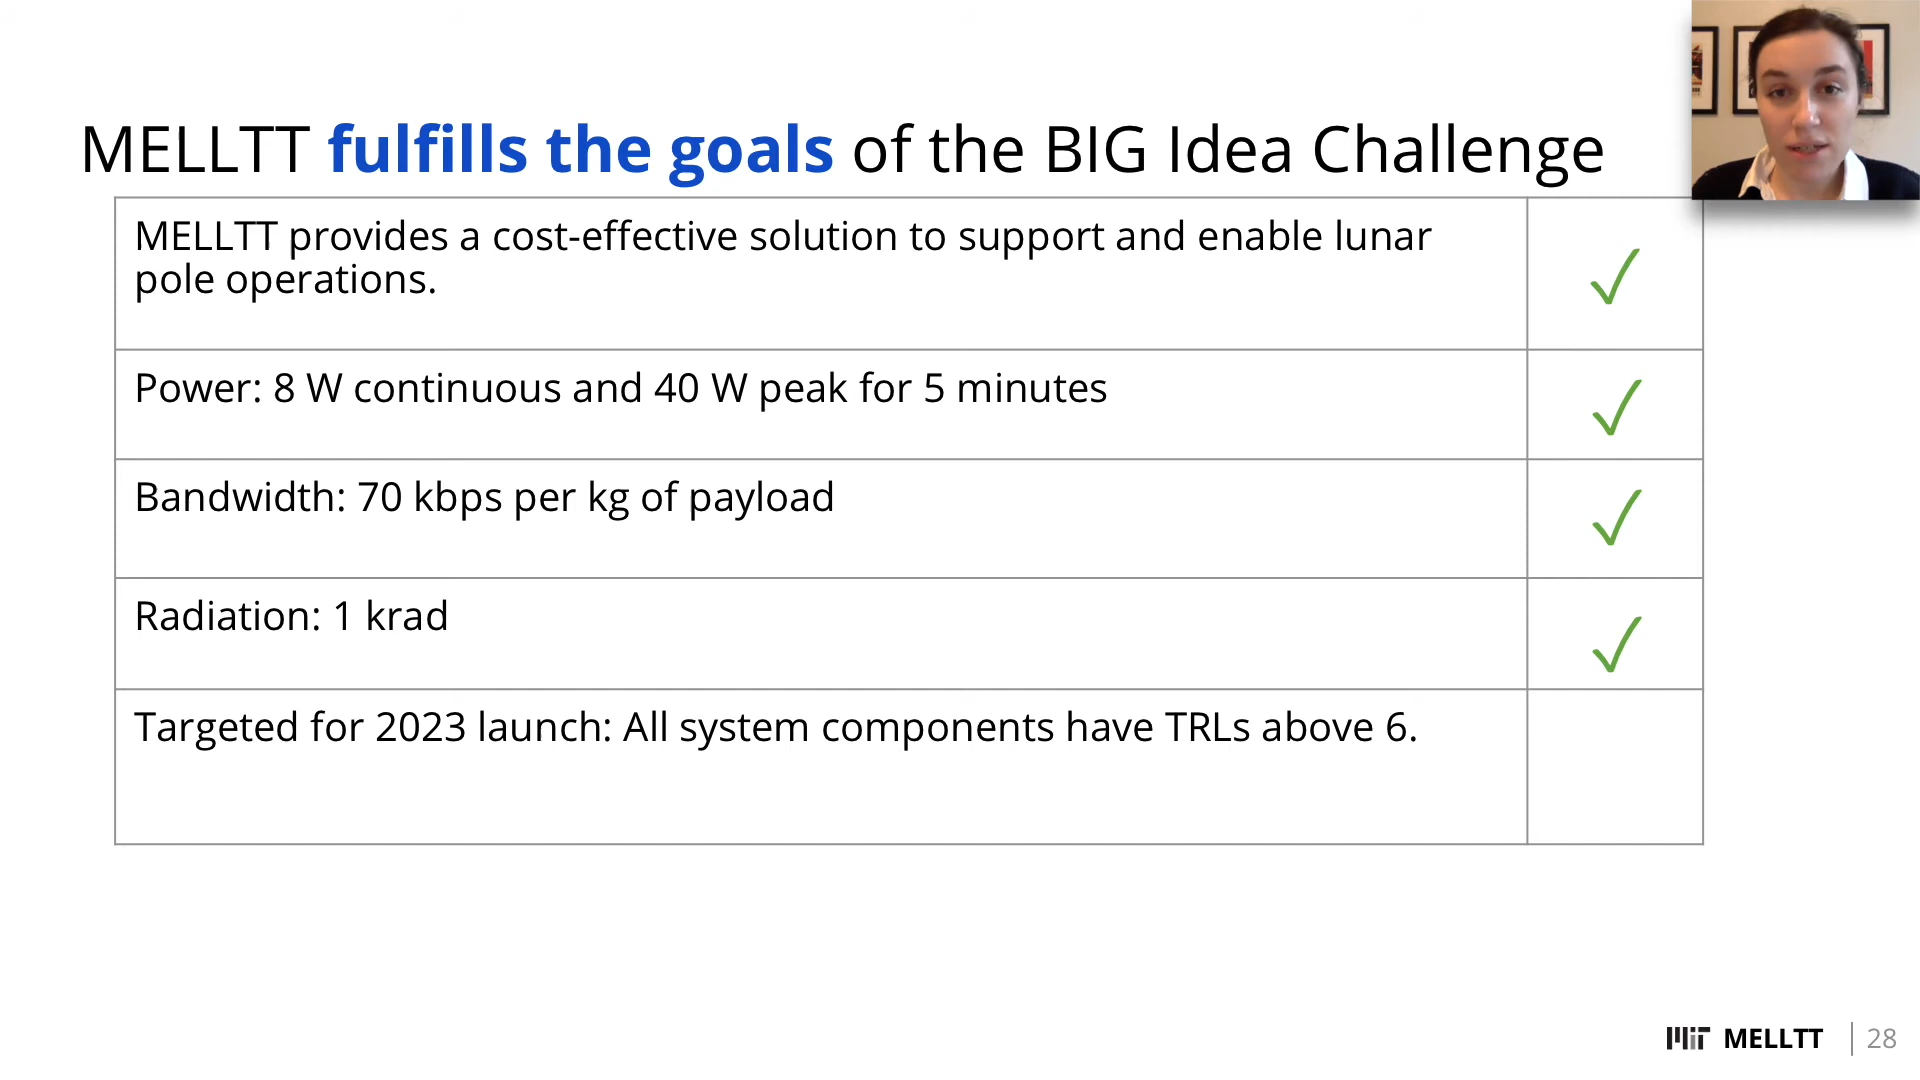 MELLTT fulfills the goals of the BIG Idea Challenge
MELLTT provides a cost-effective solution to support and enable lunar
pole operations.
✓
Power: 8 W continuous and 40 W peak for 5 minutes
✓
Bandwidth: 70 kbps per kg of payload
✓
Radiation: 1 krad
✓
Targeted for 2023 launch: All system components have TRLs above 6.
MIT MELLTT | 28